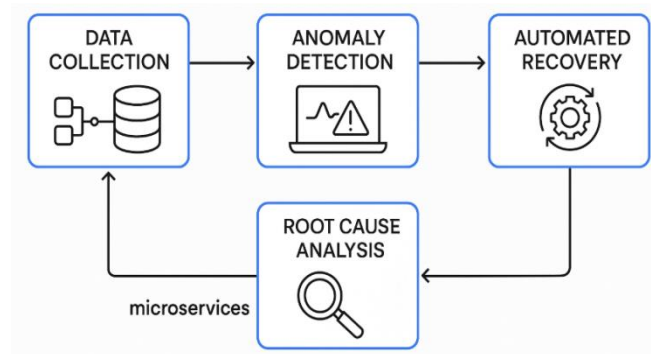 DATA
COLLECTION
ANOMALY
DETECTION
AUTOMATED
RECOVERY
ROOT CAUSE
ANALYSIS
microservices